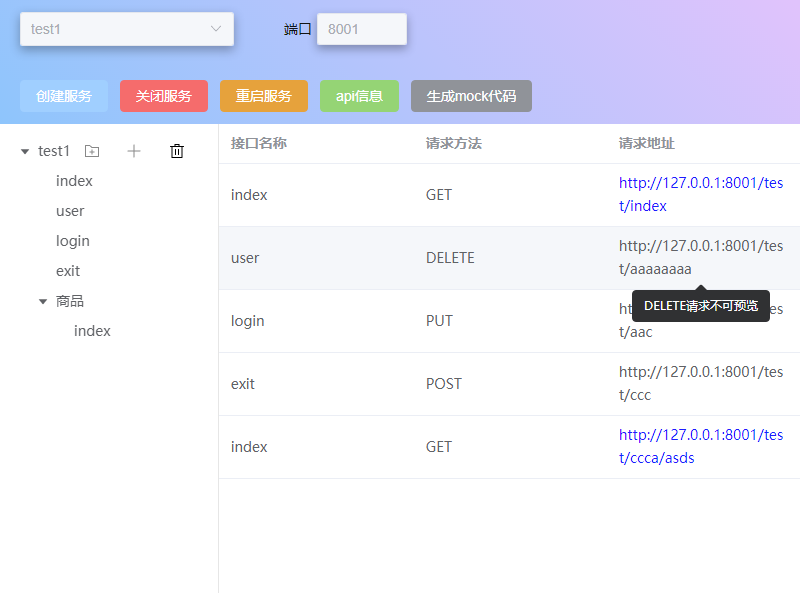 test1
端口 8001
创建服务 关闭服务 重启服务 api信息 生成mock代码
test1
index
user
login
exit
商品
index
接口名称 请求方法 请求地址
index GET http://127.0.0.1:8001/tes
t/index
user DELETE http://127.0.0.1:8001/tes
t/aaaaaaaa
DELETE请求不可预览
login PUT ht es
t/aac
exit POST http://127.0.0.1:8001/tes
t/ccc
index GET http://127.0.0.1:8001/tes
t/ccca/asds